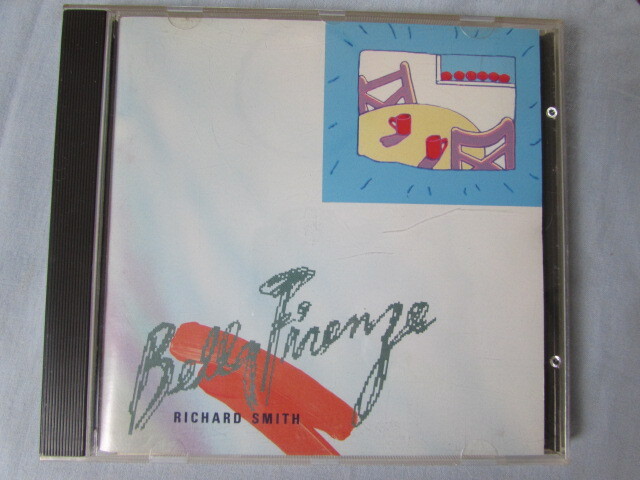 Bella Firenze
RICHARD SMITH